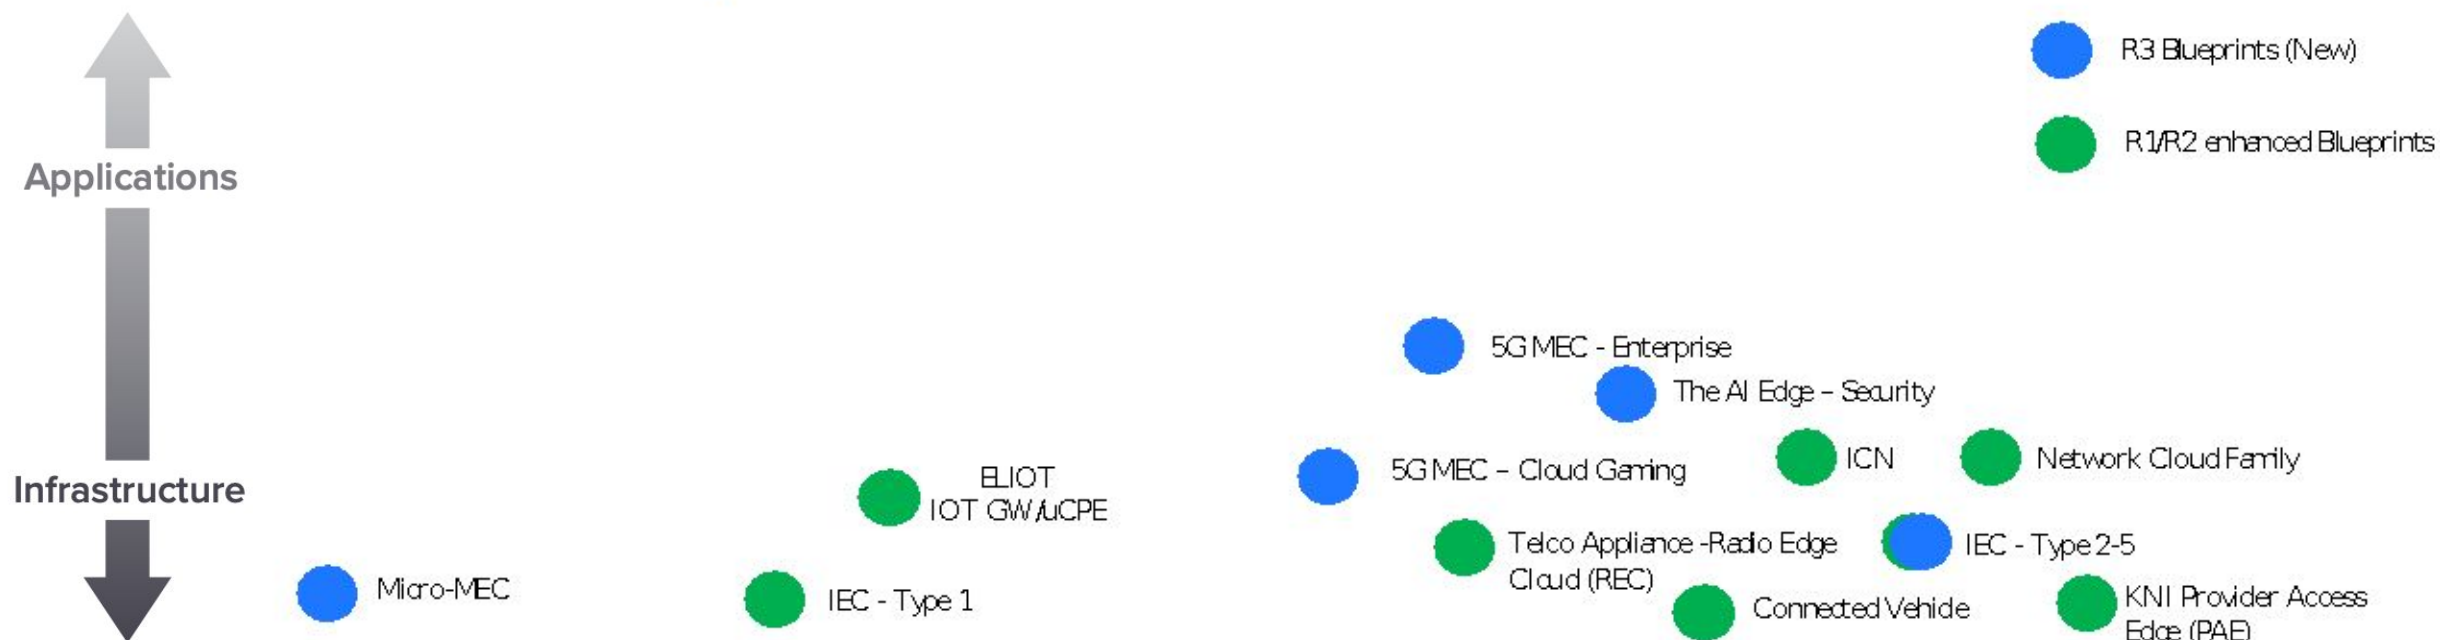 R3 Blueprints (New)
R1/R2 enhanced Blueprints
Applications
5G MEC - Enterprise
The AI Edge – Security
5G MEC – Cloud Gaming
ICN
Network Cloud Family
Infrastructure
ELIOT
IOT GW/uCPE
Telco Appliance -Radio Edge
Cloud (REC)
IEC - Type 2-5
Micro-MEC
IEC - Type 1
Connected Vehicle
KNI Provider Access
Edge (PAE)